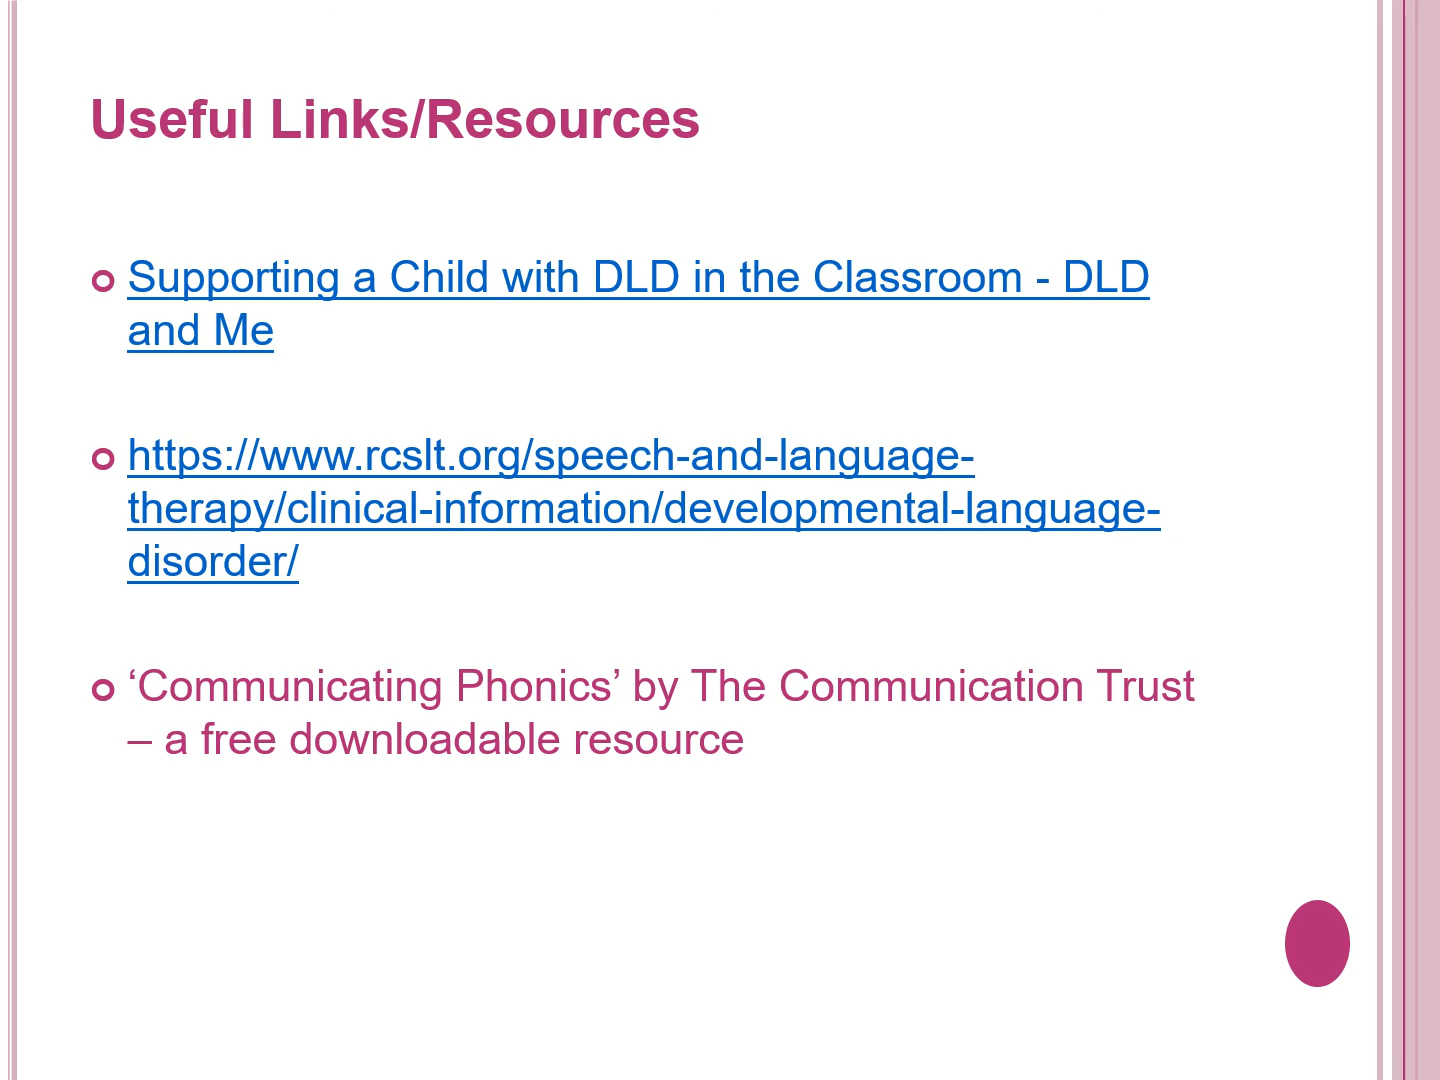 Useful Links/Resources
Supporting a Child with DLD in the Classroom - DLD
and Me
https://www.rcslt.org/speech-and-language-
therapy/clinical-information/developmental-language-
disorder/
‘Communicating Phonics’ by The Communication Trust
– a free downloadable resource